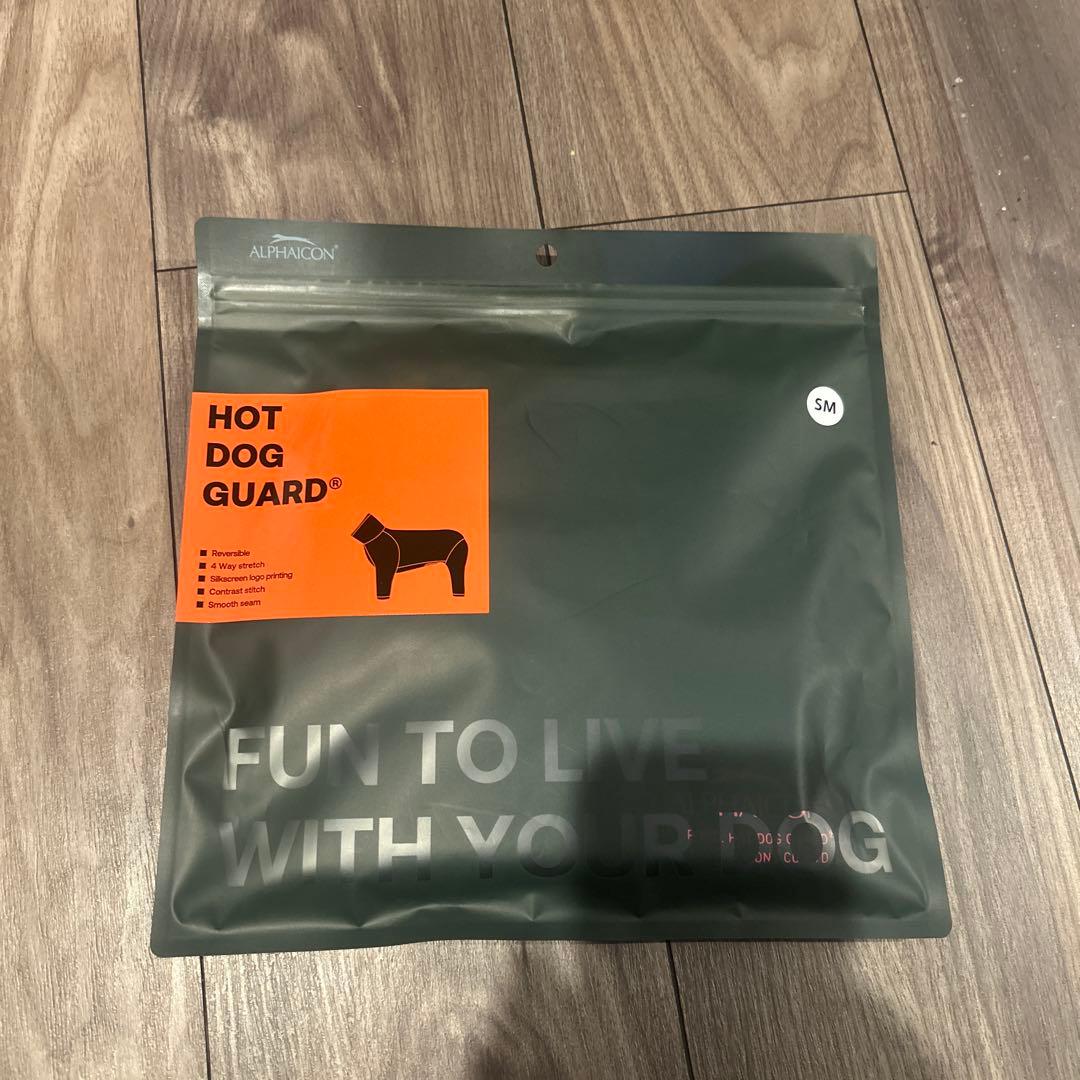 ALPHAICON®
SM
HOT
DOG
GUARD®
Reversible
4 Way stretch
Silkscreen logo printing
Contrast stitch
Smooth seam
FUN TO LIVE
WITH YOUR DOG